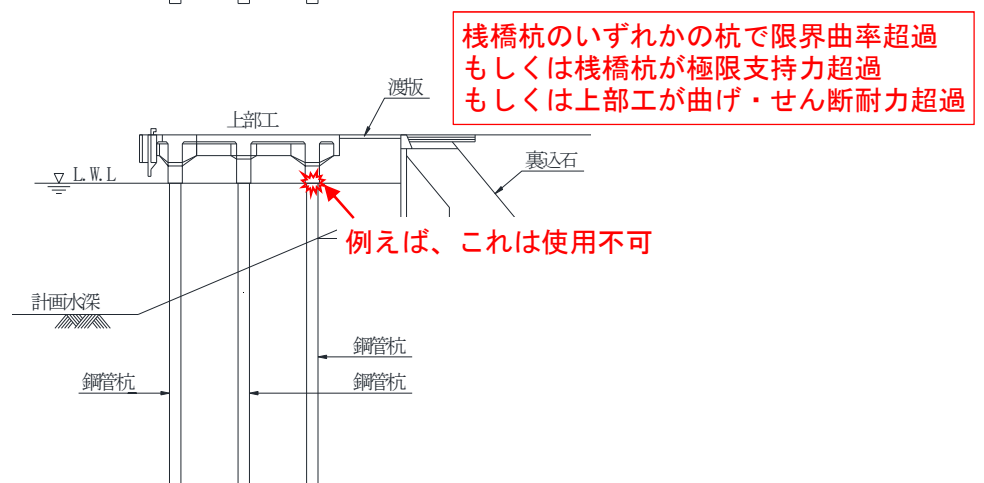 桟橋杭のいずれかの杭で限界曲率超過
もしくは桟橋杭が極限支持力超過
もしくは上部工が曲げ・せん断耐力超過
渡版
上部工
裏込石
L.W.L
例えば、これは使用不可
計画水深
鋼管杭
鋼管杭
鋼管杭